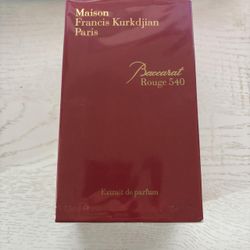 Maison
Francis Kurkdjian
Paris
Baccarat
Rouge 540
Extrait de parfum